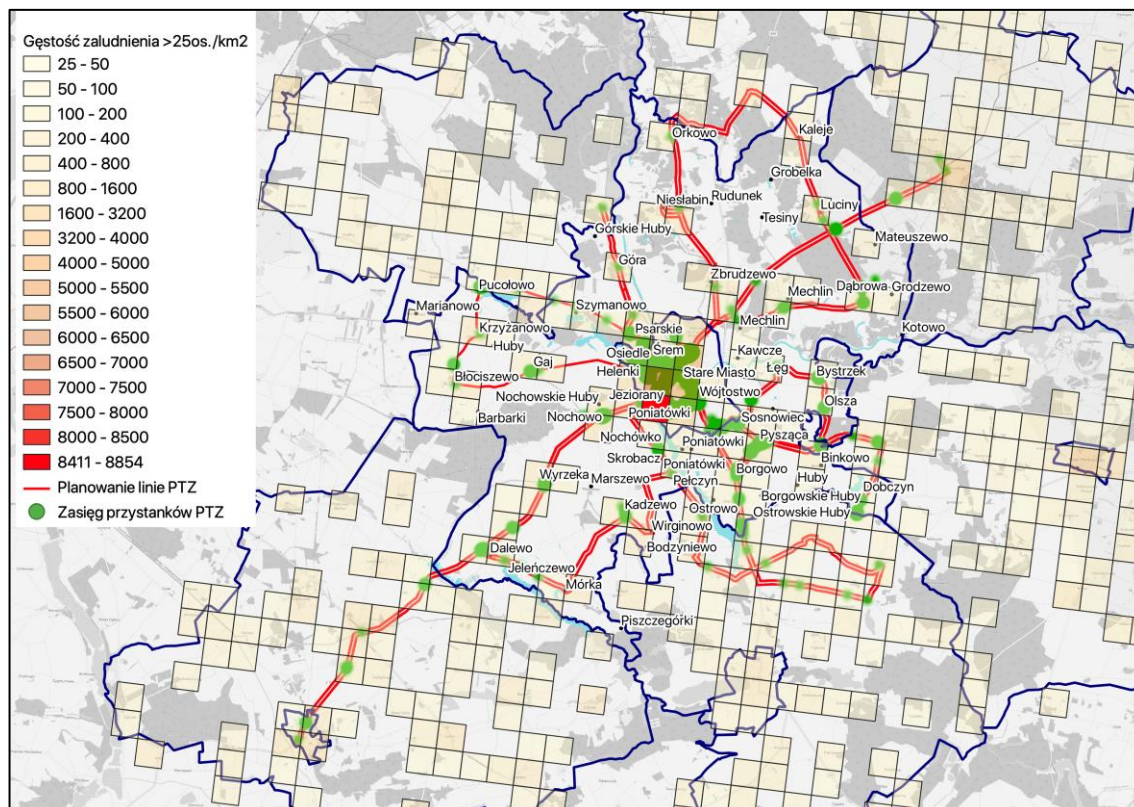 Gęstość zaludnienia >25os./km2
25 - 50
50 - 100
100 - 200
200 - 400
400 - 800
800 - 1600
1600 - 3200
3200 - 4000
4000 - 5000
5000 - 5500
5500 - 6000
6000 - 6500
6500 - 7000
7000 - 7500
7500 - 8000
8000 - 8500
8411 - 8854
Planowanie linie PTZ
Zasięg przystanków PTZ
Orkowo
Kaleje
Grobelka
Niesłabin
Rudunek
Luciny
Tesiny
Górskie Huby
Mateuszewo
Góra
Zbrudzewo
Pucołowo
Mechlin
Dąbrowa
Grodzewo
Marianowo
Szymanowo
Mechlin
Krzyżanowo
Psarskie
Kotowo
Huby
Osiedle
Śrem
Kawcze
Gaj
Helenki
Stare Miasto
Łęg
Bystrzek
Błociszewo
Jeziorany
Wójtostwo
Nochowskie Huby
Olsza
Barbarki
Nochowo
Poniatówki
Sosnowiec
Nochówko
Poniatówki
Pysząca
Skrobacz
Poniatówki
Borgowo
Binkowo
Wyrzeka
Marszewo
Pełczyn
Huby
Dobczyn
Kadzewo
Ostrowo
Borgowskie Huby
Ostrowskie Huby
Wirginowo
Dalewo
Bodzyniewo
Jeleńczewo
Mórka
Piszczegórki